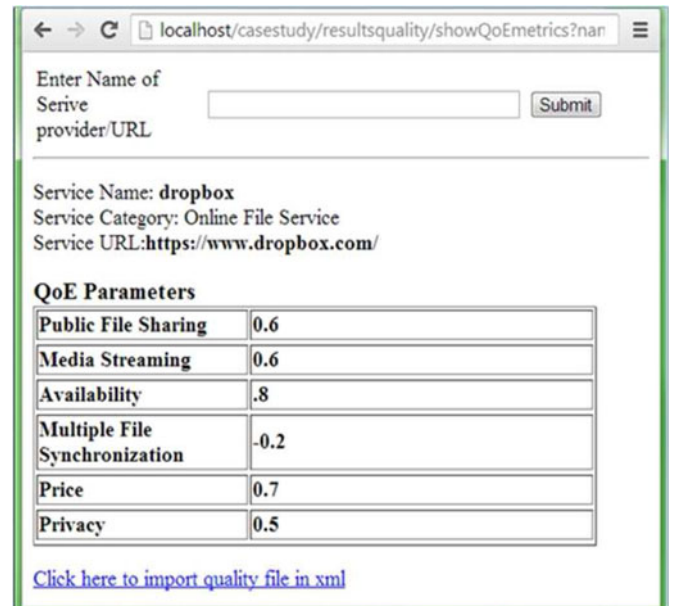 localhost/casestudy/resultsquality/showQoEmetrics?nan
Enter Name of
Serive
provider/URL
Submit
Service Name: dropbox
Service Category: Online File Service
Service URL:https://www.dropbox.com/
QoE Parameters
Public File Sharing 0.6
Media Streaming 0.6
Availability .8
Multiple File
Synchronization -0.2
Price 0.7
Privacy 0.5
Click here to import quality file in xml